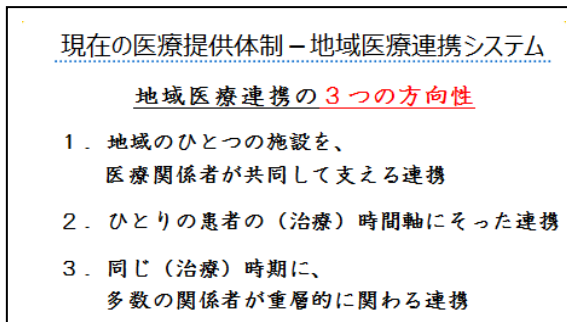 現在の医療提供体制－地域医療連携システム
地域医療連携の３つの方向性
１．地域のひとつの施設を、
医療関係者が共同して支える連携
２．ひとりの患者の（治療）時間軸にそった連携
３．同じ（治療）時期に、
多数の関係者が重層的に関わる連携